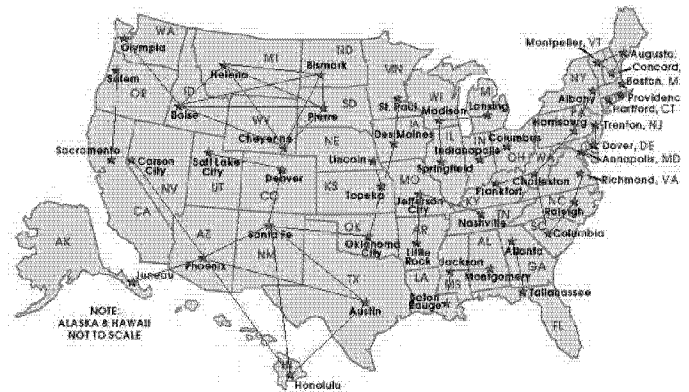 WA
Olympia
Montpelier, VT
Augusta,
Concord,
Boston, M
Providenc
Hartford, CT
Trenton, NJ
Dover, DE
Annapolis, MD
Richmond, VA
MT
Helena
ND
Bismark
MN
St. Paul
WI
Madison
MI
Lansing
NY
Albany
Harrisburg
Salem
OR
ID
Boise
SD
Pierre
WY
Cheyenne
NE
Lincoln
IA
Des Moines
IL
IN
Indianapolis
Springfield
Columbus
OH
WV
Charleston
Sacramento
Carson
City
NV
CA
Salt Lake
City
UT
Denver
CO
KS
Topeka
MO
Jefferson
City
KY
Frankfort
Nashville
TN
NC
Raleigh
SC
Columbia
AZ
Phoenix
Santa Fe
NM
OK
Oklahoma
City
AR
Little
Rock
Jackson
MS
AL
Montgomery
Atlanta
GA
Tallahassee
FL
TX
Austin
LA
Baton
Rouge
AK
Juneau
NOTE:
ALASKA & HAWAII
NOT TO SCALE
HI
Honolulu